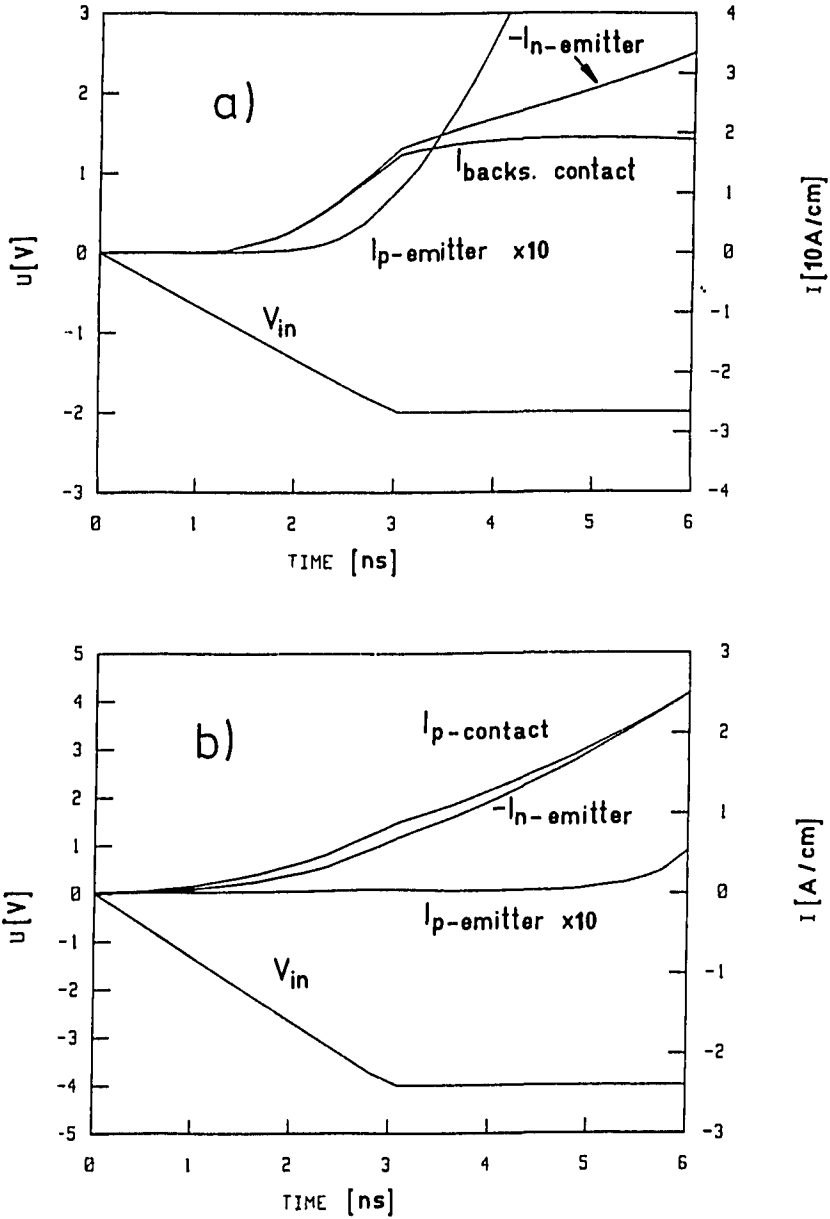 3
2
1
0
-1
-2
-3
U[V]
4
3
2
1
0
-1
-2
-3
-4
I [10A/cm]
a)
-In-emitter
Ibacks. contact
Ip-emitter x10
Vin
0 1 2 3 4 5 6
TIME [ns]
5
4
3
2
1
0
-1
-2
-3
-4
-5
U[V]
3
2
1
0
-1
-2
-3
I [A/cm]
b)
Ip-contact
-In-emitter
Ip-emitter x10
Vin
0 1 2 3 4 5 6
TIME [ns]